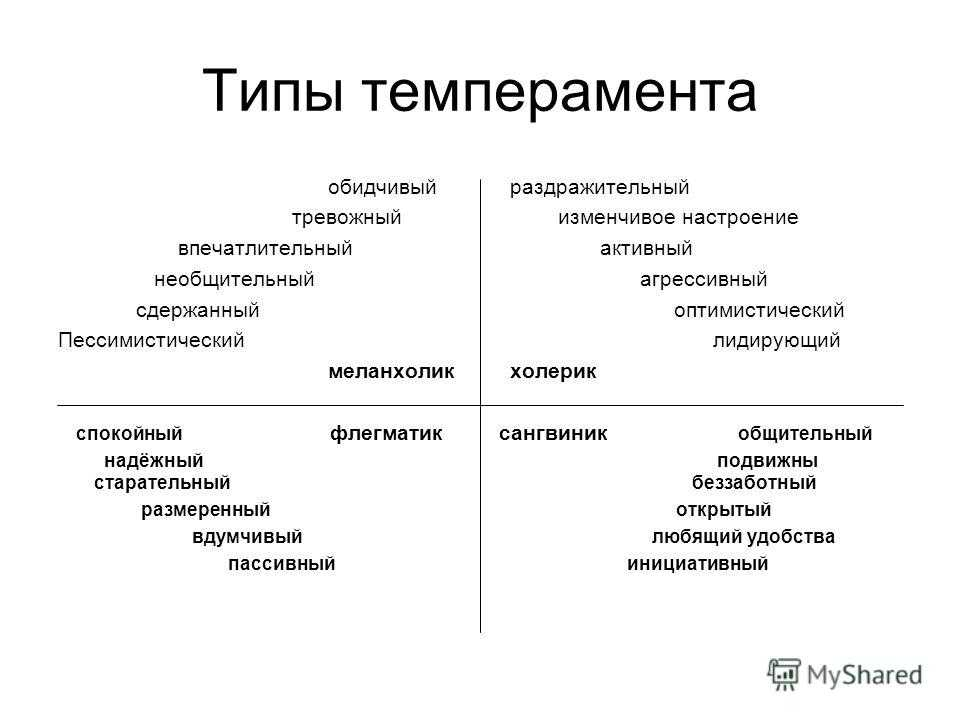 Типы темперамента
обидчивый раздражительный
тревожный изменчивое настроение
впечатлительный активный
необщительный агрессивный
сдержанный оптимистический
Пессимистический лидирующий
меланхолик холерик
спокойный флегматик сангвиник общительный
надёжный подвижны
старательный беззаботный
размеренный открытый
вдумчивый любящий удобства
пассивный инициативный
MyShared